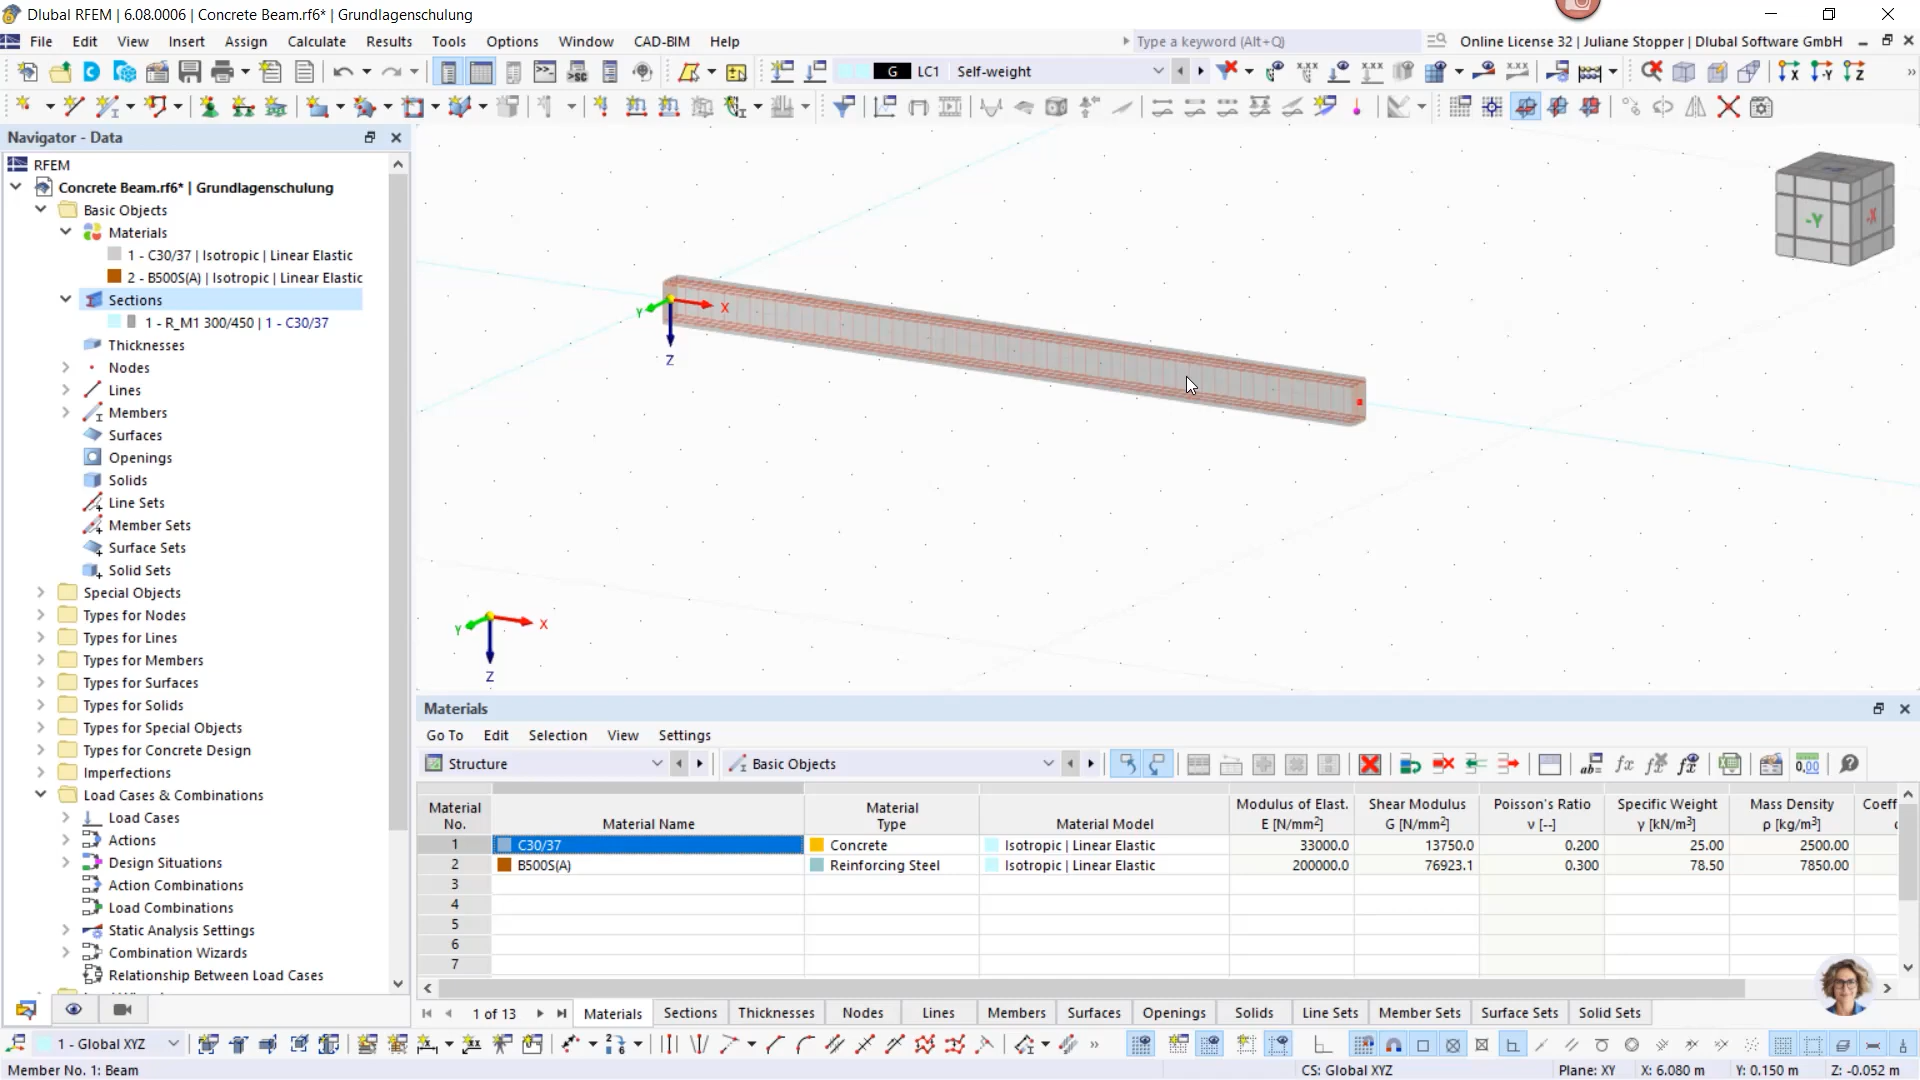 Dlubal RFEM | 6.08.0006 | Concrete Beam.rf6* | Grundlagenschulung
File Edit View Insert Assign Calculate Results Tools Options Window CAD-BIM Help
Type a keyword (Alt+Q)
Online License 32 | Juliane Stopper | Dlubal Software GmbH
G LC1 Self-weight
Navigator - Data
RFEM
Concrete Beam.rf6* | Grundlagenschulung
Basic Objects
Materials
1 - C30/37 | Isotropic | Linear Elastic
2 - B500S(A) | Isotropic | Linear Elastic
Sections
1 - R_M1 300/450 | 1 - C30/37
Thicknesses
Nodes
Lines
Members
Surfaces
Openings
Solids
Line Sets
Member Sets
Surface Sets
Solid Sets
Special Objects
Types for Nodes
Types for Lines
Types for Members
Types for Surfaces
Types for Solids
Types for Special Objects
Types for Concrete Design
Imperfections
Load Cases & Combinations
Load Cases
Actions
Design Situations
Action Combinations
Load Combinations
Static Analysis Settings
Combination Wizards
Relationship Between Load Cases
Y X
Z
Y X
Z
-Y -X
Materials
Go To Edit Selection View Settings
Structure
Basic Objects
Material No. Material Name Material Type Material Model Modulus of Elast. E [N/mm²] Shear Modulus G [N/mm²] Poisson's Ratio ν [--] Specific Weight γ [kN/m³] Mass Density ρ [kg/m³] Coeff
1 C30/37 Concrete Isotropic | Linear Elastic 33000.0 13750.0 0.200 25.00 2500.00
2 B500S(A) Reinforcing Steel Isotropic | Linear Elastic 200000.0 76923.1 0.300 78.50 7850.00
3
4
5
6
7
1 of 13 Materials Sections Thicknesses Nodes Lines Members Surfaces Openings Solids Line Sets Member Sets Surface Sets Solid Sets
1 - Global XYZ
Member No. 1: Beam
CS: Global XYZ Plane: XY X: 6.080 m Y: 0.150 m Z: -0.052 m